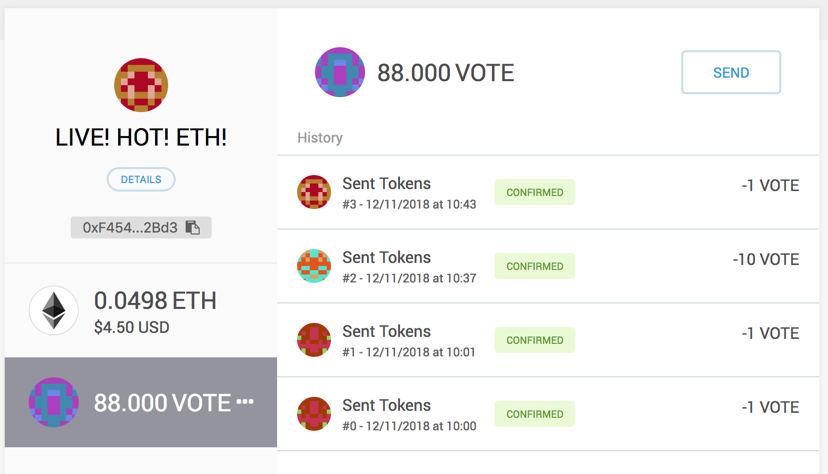 LIVE! HOT! ETH!
DETAILS
0xF454...2Bd3
0.0498 ETH
$4.50 USD
88.000 VOTE
88.000 VOTE
SEND
History
Sent Tokens
#3 - 12/11/2018 at 10:43
CONFIRMED
-1 VOTE
Sent Tokens
#2 - 12/11/2018 at 10:37
CONFIRMED
-10 VOTE
Sent Tokens
#1 - 12/11/2018 at 10:01
CONFIRMED
-1 VOTE
Sent Tokens
#0 - 12/11/2018 at 10:00
CONFIRMED
-1 VOTE